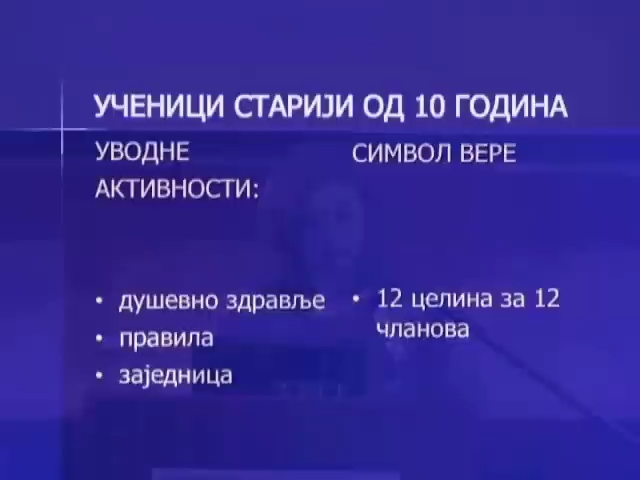 УЧЕНИЦИ СТАРИЈИ ОД 10 ГОДИНА
УВОДНЕ
АКТИВНОСТИ:
• душевно здравље
• правила
• заједница
СИМВОЛ ВЕРЕ
• 12 целина за 12
чланова